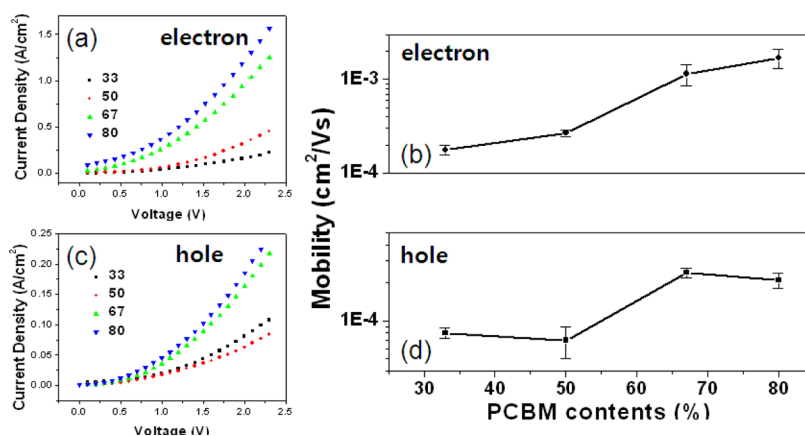 (a) electron
Current Density (A/cm²)
1.5
1.0
0.5
0.0
33
50
67
80
0.0 0.5 1.0 1.5 2.0 2.5
Voltage (V)
(c) hole
Current Density (A/cm²)
0.25
0.20
0.15
0.10
0.05
0.00
33
50
67
80
0.0 0.5 1.0 1.5 2.0 2.5
Voltage (V)
Mobility (cm²/Vs)
electron
1E-3
1E-4
(b)
hole
1E-4
(d)
30 40 50 60 70 80
PCBM contents (%)